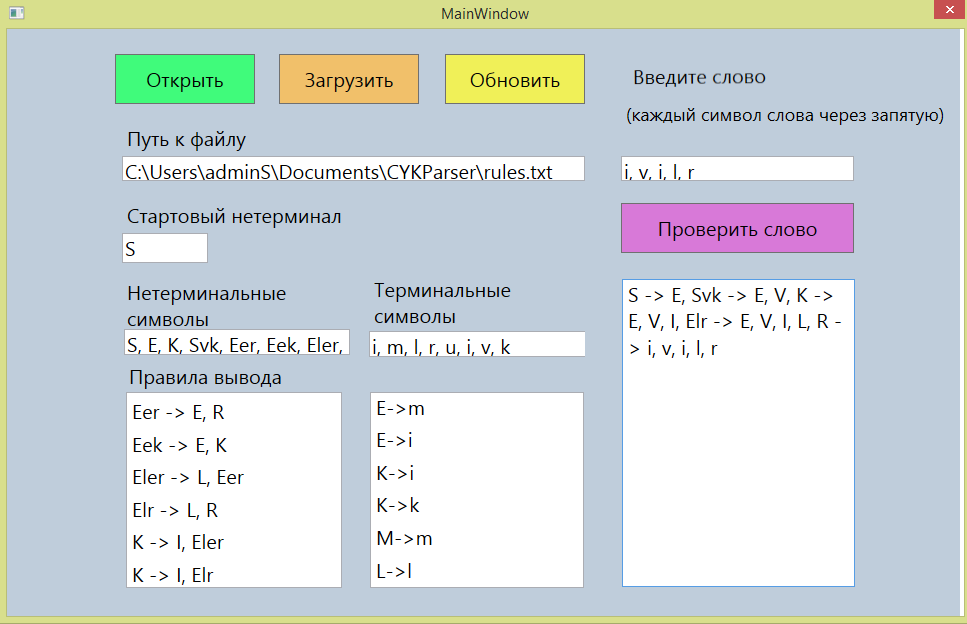 MainWindow
Открыть
Загрузить
Обновить
Введите слово
(каждый символ слова через запятую)
Путь к файлу
C:\Users\adminS\Documents\CYKParser\rules.txt
i, v, i, l, r
Стартовый нетерминал
S
Проверить слово
Нетерминальные
символы
S, E, K, Svk, Eer, Eek, Eler,
Терминальные
символы
i, m, l, r, u, i, v, k
Правила вывода
Eer -> E, R
Eek -> E, K
Eler -> L, Eer
Elr -> L, R
K -> I, Eler
K -> I, Elr
E->m
E->i
K->i
K->k
M->m
L->l
S -> E, Svk -> E, V, K ->
E, V, I, Elr -> E, V, I, L, R -
> i, v, i, l, r